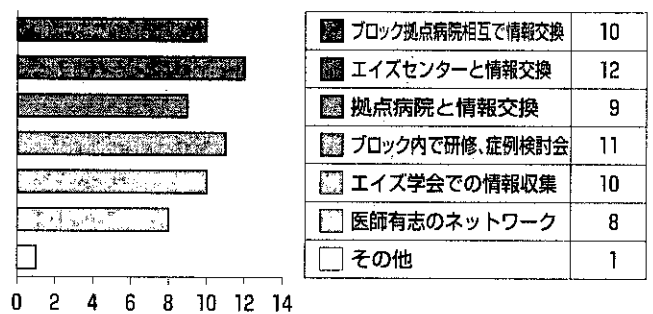 ブロック拠点病院相互で情報交換 10
エイズセンターと情報交換 12
拠点病院と情報交換 9
ブロック内で研修、症例検討会 11
エイズ学会での情報収集 10
医師有志のネットワーク 8
その他 1
0 2 4 6 8 10 12 14